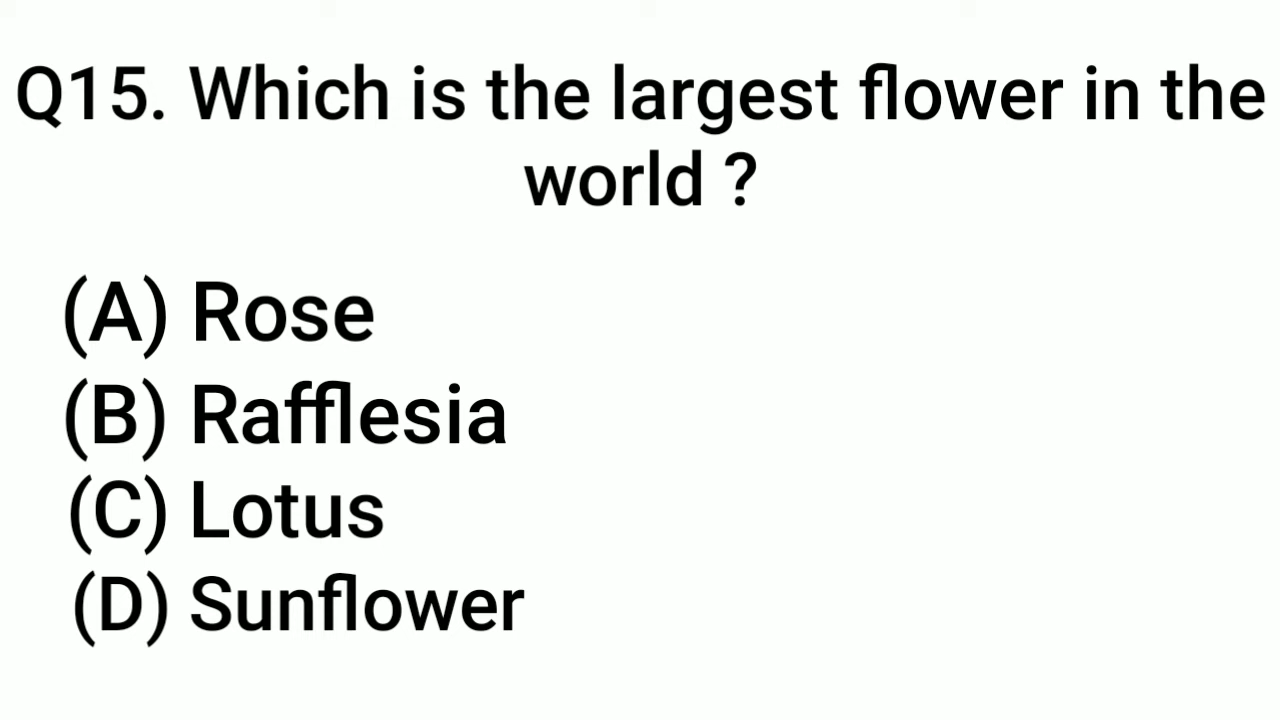 Q15. Which is the largest flower in the
world ?
(A) Rose
(B) Rafflesia
(C) Lotus
(D) Sunflower